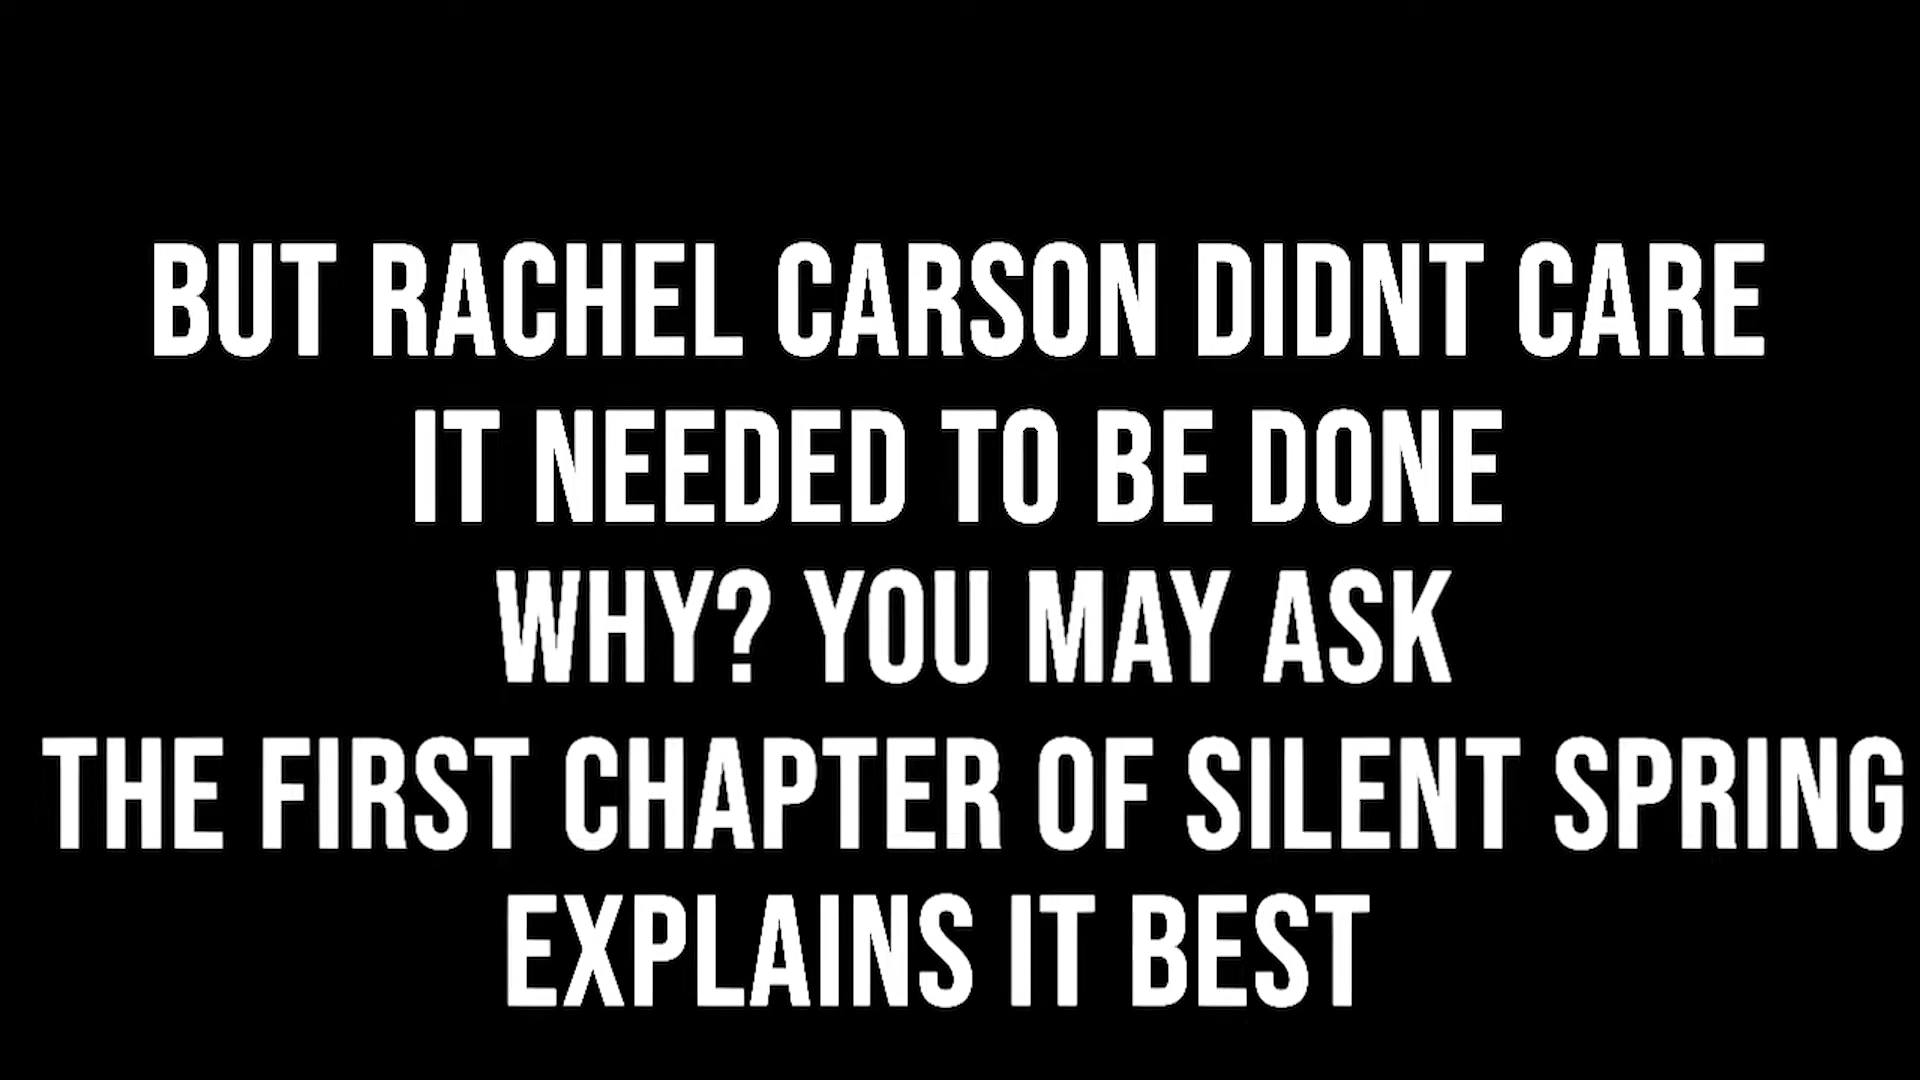 BUT RACHEL CARSON DIDNT CARE
IT NEEDED TO BE DONE
WHY? YOU MAY ASK
THE FIRST CHAPTER OF SILENT SPRING
EXPLAINS IT BEST